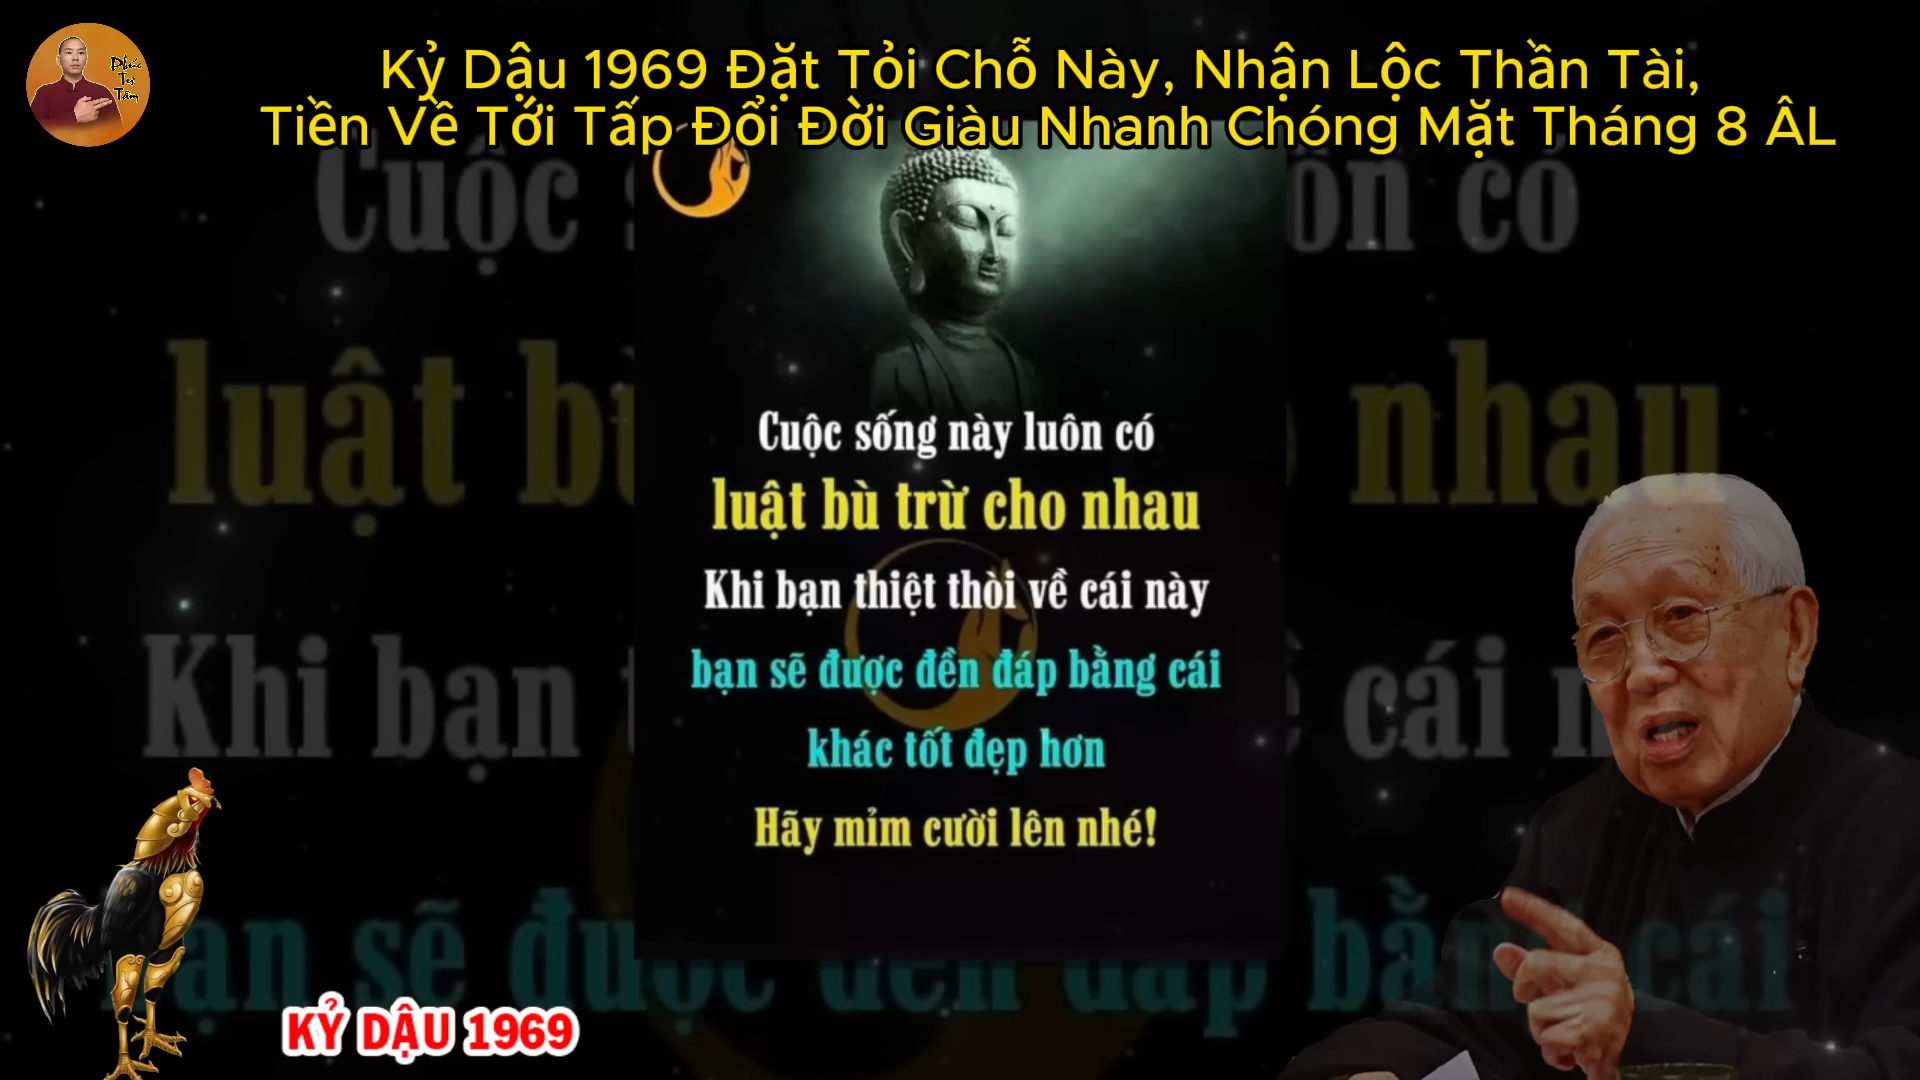 Phúc
Tại
Tâm
Kỷ Dậu 1969 Đặt Tỏi Chỗ Này, Nhận Lộc Thần Tài,
Tiền Về Tới Tấp Đổi Đời Giàu Nhanh Chóng Mặt Tháng 8 ÂL
Cuộc sống này luôn có
luật bù trừ cho nhau
Khi bạn thiệt thòi về cái này
bạn sẽ được đền đáp bằng cái
khác tốt đẹp hơn
Hãy mỉm cười lên nhé!
KỶ DẬU 1969